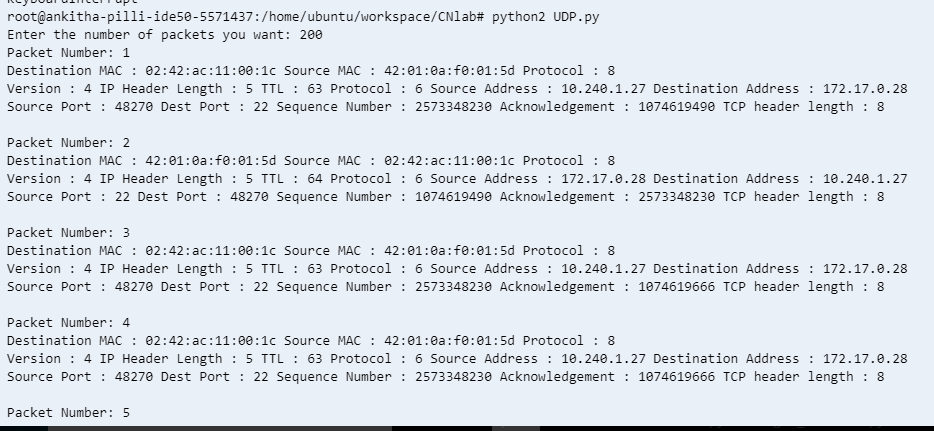 KeyboardInterrupt
root@ankitha-pilli-ide50-5571437:/home/ubuntu/workspace/CNlab# python2 UDP.py
Enter the number of packets you want: 200
Packet Number: 1
Destination MAC : 02:42:ac:11:00:1c Source MAC : 42:01:0a:f0:01:5d Protocol : 8
Version : 4 IP Header Length : 5 TTL : 63 Protocol : 6 Source Address : 10.240.1.27 Destination Address : 172.17.0.28
Source Port : 48270 Dest Port : 22 Sequence Number : 2573348230 Acknowledgement : 1074619490 TCP header length : 8
Packet Number: 2
Destination MAC : 42:01:0a:f0:01:5d Source MAC : 02:42:ac:11:00:1c Protocol : 8
Version : 4 IP Header Length : 5 TTL : 64 Protocol : 6 Source Address : 172.17.0.28 Destination Address : 10.240.1.27
Source Port : 22 Dest Port : 48270 Sequence Number : 1074619490 Acknowledgement : 2573348230 TCP header length : 8
Packet Number: 3
Destination MAC : 02:42:ac:11:00:1c Source MAC : 42:01:0a:f0:01:5d Protocol : 8
Version : 4 IP Header Length : 5 TTL : 63 Protocol : 6 Source Address : 10.240.1.27 Destination Address : 172.17.0.28
Source Port : 48270 Dest Port : 22 Sequence Number : 2573348230 Acknowledgement : 1074619666 TCP header length : 8
Packet Number: 4
Destination MAC : 02:42:ac:11:00:1c Source MAC : 42:01:0a:f0:01:5d Protocol : 8
Version : 4 IP Header Length : 5 TTL : 63 Protocol : 6 Source Address : 10.240.1.27 Destination Address : 172.17.0.28
Source Port : 48270 Dest Port : 22 Sequence Number : 2573348230 Acknowledgement : 1074619666 TCP header length : 8
Packet Number: 5